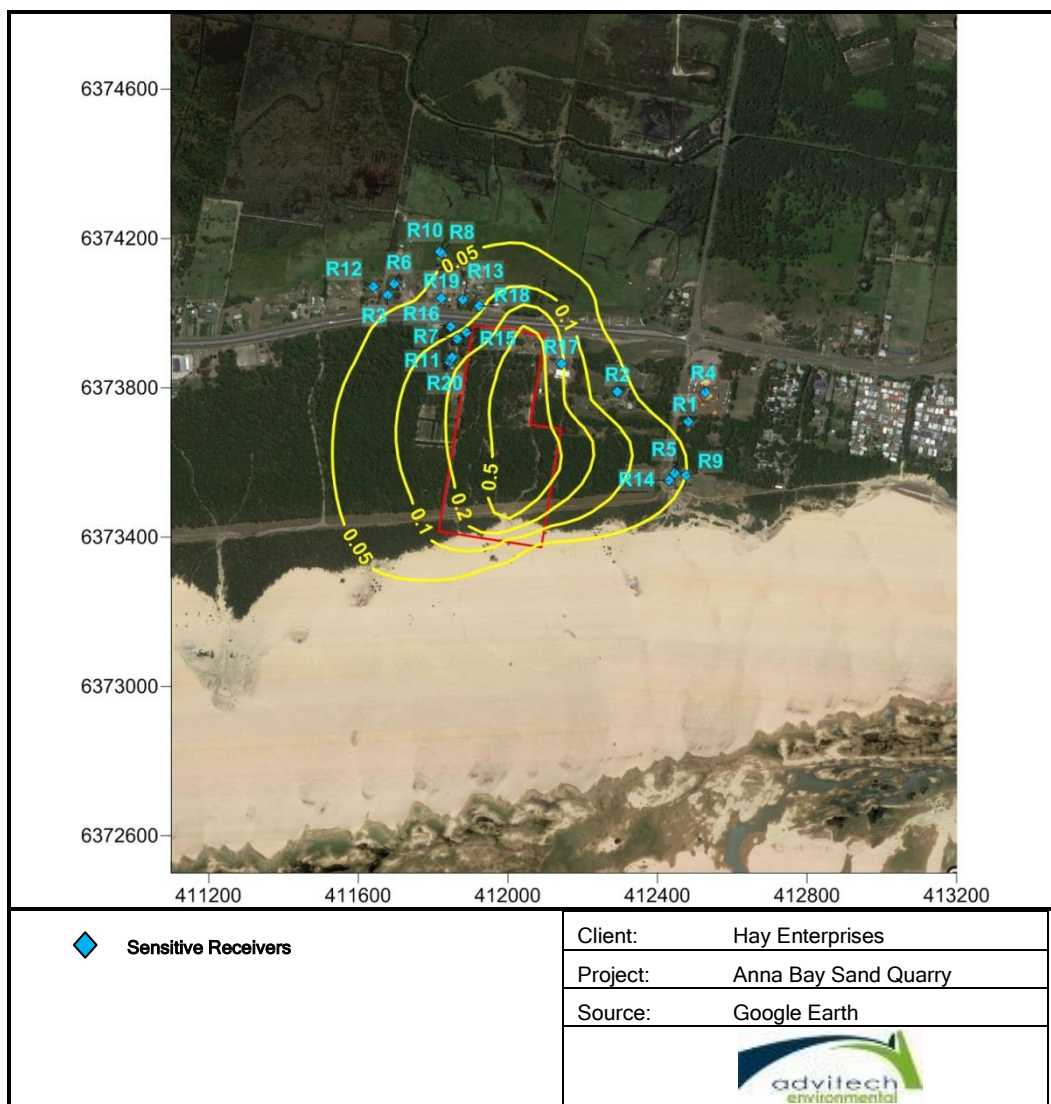 6374600
6374200
6373800
6373400
6373000
6372600
R10 R8
0.05
R12 R6 R13
R19
R18
R3 R16
0.1
R7 R15
R17
R11
R20
R2 R4
R1
R5 R9
R14
0.5
0.2
0.1
0.05
411200 411600 412000 412400 412800 413200
Sensitive Receivers
Client: Hay Enterprises
Project: Anna Bay Sand Quarry
Source: Google Earth
advitech
environmental